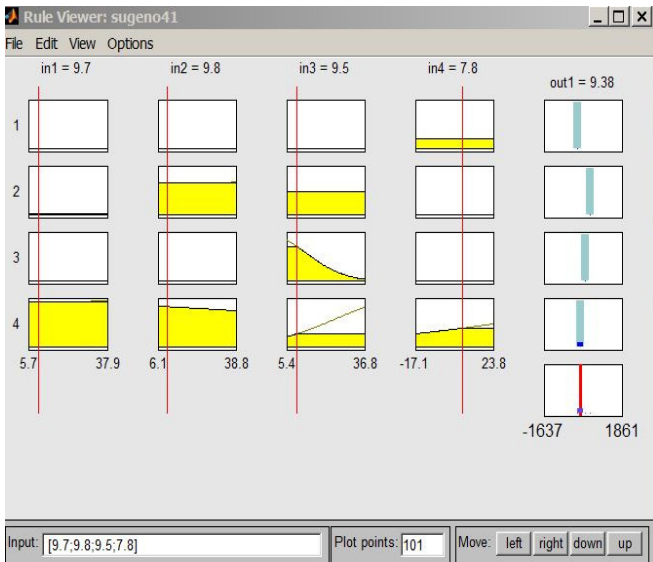 Rule Viewer: sugeno41
File Edit View Options
in1 = 9.7 in2 = 9.8 in3 = 9.5 in4 = 7.8 out1 = 9.38
1
2
3
4
5.7 37.9 6.1 38.8 5.4 36.8 -17.1 23.8
-1637 1861
Input: [9.7;9.8;9.5;7.8] Plot points: 101 Move: left right down up